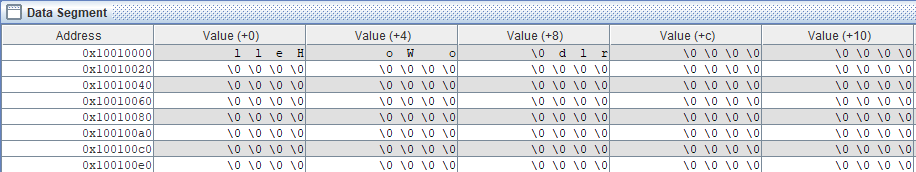 Data Segment
Address Value (+0) Value (+4) Value (+8) Value (+c) Value (+10)
0x10010000 l l e H o W o \0 d l r \0 \0 \0 \0 \0 \0 \0 \0
0x10010020 \0 \0 \0 \0 \0 \0 \0 \0 \0 \0 \0 \0 \0 \0 \0 \0 \0 \0 \0 \0
0x10010040 \0 \0 \0 \0 \0 \0 \0 \0 \0 \0 \0 \0 \0 \0 \0 \0 \0 \0 \0 \0
0x10010060 \0 \0 \0 \0 \0 \0 \0 \0 \0 \0 \0 \0 \0 \0 \0 \0 \0 \0 \0 \0
0x10010080 \0 \0 \0 \0 \0 \0 \0 \0 \0 \0 \0 \0 \0 \0 \0 \0 \0 \0 \0 \0
0x100100a0 \0 \0 \0 \0 \0 \0 \0 \0 \0 \0 \0 \0 \0 \0 \0 \0 \0 \0 \0 \0
0x100100c0 \0 \0 \0 \0 \0 \0 \0 \0 \0 \0 \0 \0 \0 \0 \0 \0 \0 \0 \0 \0
0x100100e0 \0 \0 \0 \0 \0 \0 \0 \0 \0 \0 \0 \0 \0 \0 \0 \0 \0 \0 \0 \0